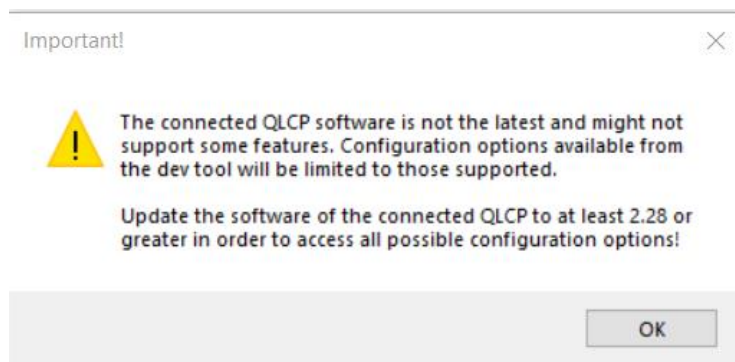 Important!
The connected QLCP software is not the latest and might not
support some features. Configuration options available from
the dev tool will be limited to those supported.
Update the software of the connected QLCP to at least 2.28 or
greater in order to access all possible configuration options!
OK